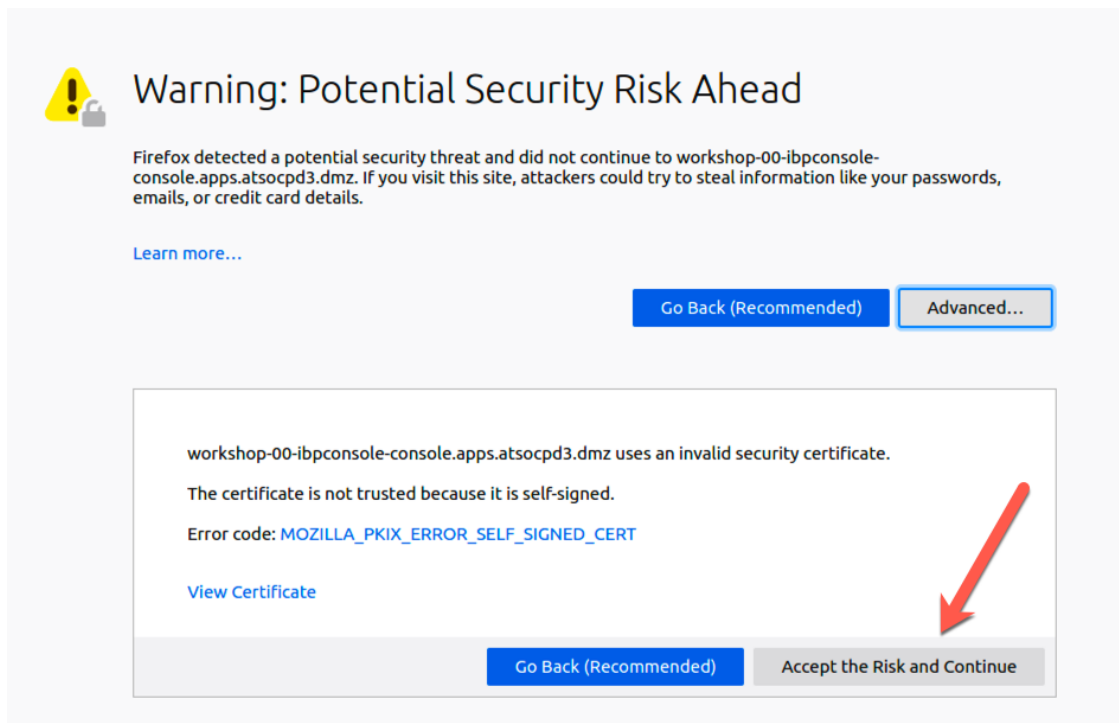 Warning: Potential Security Risk Ahead
Firefox detected a potential security threat and did not continue to workshop-00-ibpconsole-
console.apps.atsocpd3.dmz. If you visit this site, attackers could try to steal information like your passwords,
emails, or credit card details.
Learn more…
Go Back (Recommended)
Advanced…
workshop-00-ibpconsole-console.apps.atsocpd3.dmz uses an invalid security certificate.
The certificate is not trusted because it is self-signed.
Error code: MOZILLA_PKIX_ERROR_SELF_SIGNED_CERT
View Certificate
Go Back (Recommended)
Accept the Risk and Continue